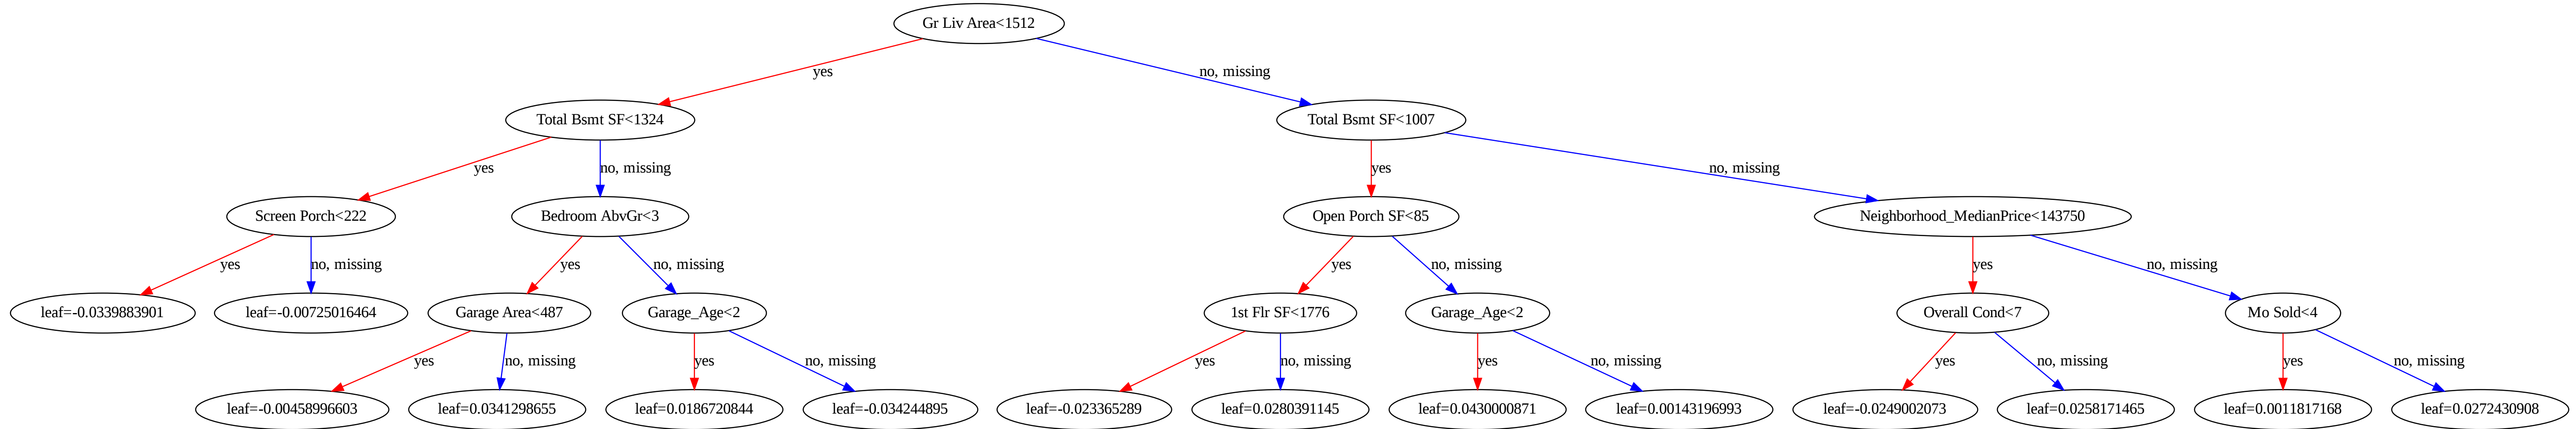 Gr Liv Area<1512
yes
no, missing
Total Bsmt SF<1324
Total Bsmt SF<1007
yes
no, missing
yes
no, missing
Screen Porch<222
Bedroom AbvGr<3
Open Porch SF<85
Neighborhood_MedianPrice<143750
yes
no, missing
yes
no, missing
yes
no, missing
yes
no, missing
leaf=-0.0339883901
leaf=-0.00725016464
Garage Area<487
Garage_Age<2
1st Flr SF<1776
Garage_Age<2
Overall Cond<7
Mo Sold<4
yes
no, missing
yes
no, missing
yes
no, missing
yes
no, missing
yes
no, missing
yes
no, missing
leaf=-0.00458996603
leaf=0.0341298655
leaf=0.0186720844
leaf=-0.034244895
leaf=-0.023365289
leaf=0.0280391145
leaf=0.0430000871
leaf=0.00143196993
leaf=-0.0249002073
leaf=0.0258171465
leaf=0.0011817168
leaf=0.0272430908